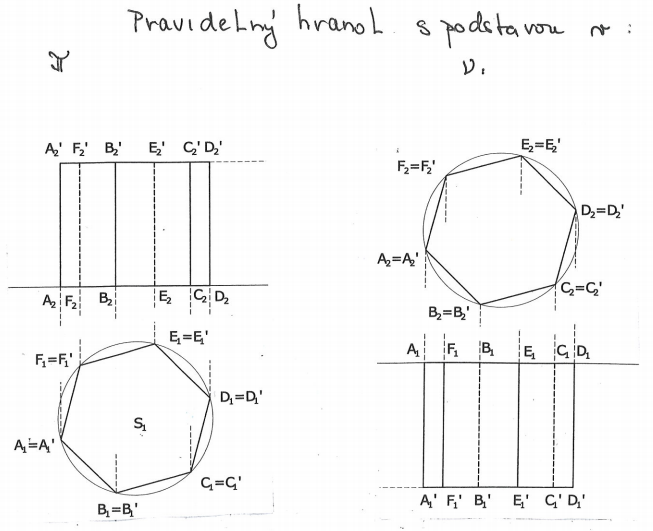 Pravidelný hranol s podstavou v :
π
ν.
A₂' F₂' B₂' E₂' C₂' D₂'
A₂ F₂ B₂ E₂ C₂ D₂
E₁=E₁'
F₁=F₁'
D₁=D₁'
S₁
A₁=A₁'
C₁=C₁'
B₁=B₁'
E₂=E₂'
F₂=F₂'
D₂=D₂'
A₂=A₂'
C₂=C₂'
B₂=B₂'
A₁ F₁ B₁ E₁ C₁ D₁
A₁' F₁' B₁' E₁' C₁' D₁'